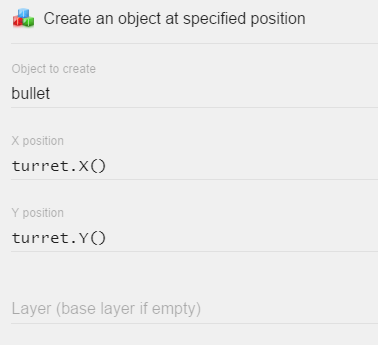 Create an object at specified position
Object to create
bullet
X position
turret.X()
Y position
turret.Y()
Layer (base layer if empty)